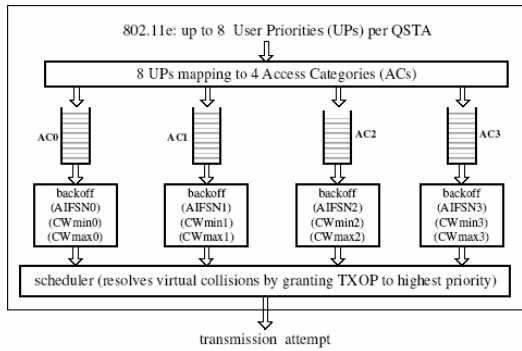 802.11e: up to 8 User Priorities (UPs) per QSTA
8 UPs mapping to 4 Access Categories (ACs)
AC0 AC1 AC2 AC3
backoff backoff backoff backoff
(AIFSN0) (AIFSN1) (AIFSN2) (AIFSN3)
(CWmin0) (CWmin1) (CWmin2) (CWmin3)
(CWmax0) (CWmax1) (CWmax2) (CWmax3)
scheduler (resolves virtual collisions by granting TXOP to highest priority)
transmission attempt